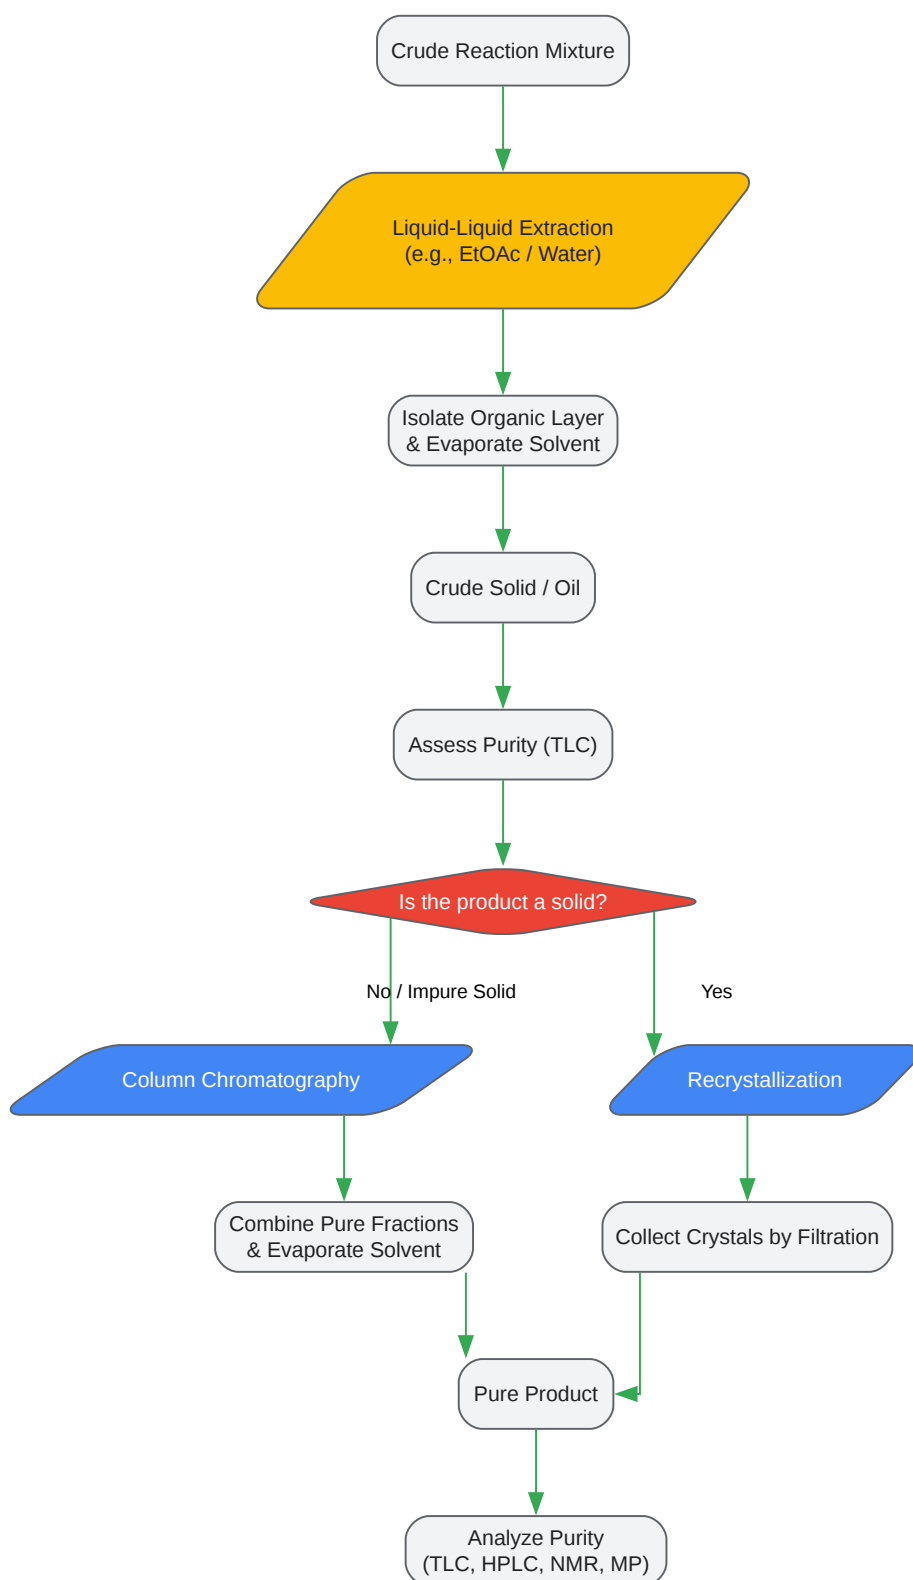 Crude Reaction Mixture
Liquid-Liquid Extraction
(e.g., EtOAc / Water)
Isolate Organic Layer
& Evaporate Solvent
Crude Solid / Oil
Assess Purity (TLC)
Is the product a solid?
No / Impure Solid
Yes
Column Chromatography
Recrystallization
Combine Pure Fractions
& Evaporate Solvent
Collect Crystals by Filtration
Pure Product
Analyze Purity
(TLC, HPLC, NMR, MP)